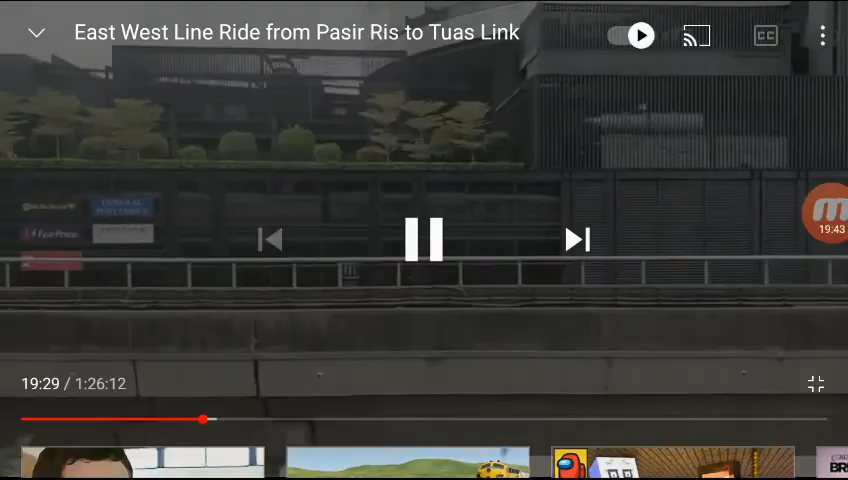 East West Line Ride from Pasir Ris to Tuas Link
CC
19:43
FairPrice
19:29 / 1:26:12